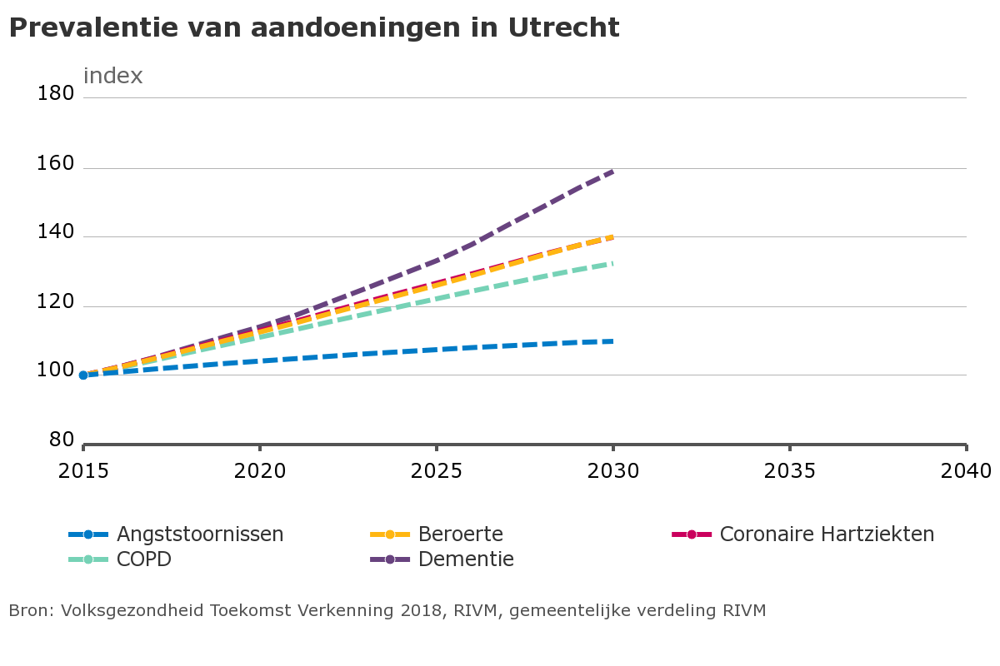 Prevalentie van aandoeningen in Utrecht
index
180
160
140
120
100
80
2015 2020 2025 2030 2035 2040
Angststoornissen Beroerte Coronaire Hartziekten
COPD Dementie
Bron: Volksgezondheid Toekomst Verkenning 2018, RIVM, gemeentelijke verdeling RIVM